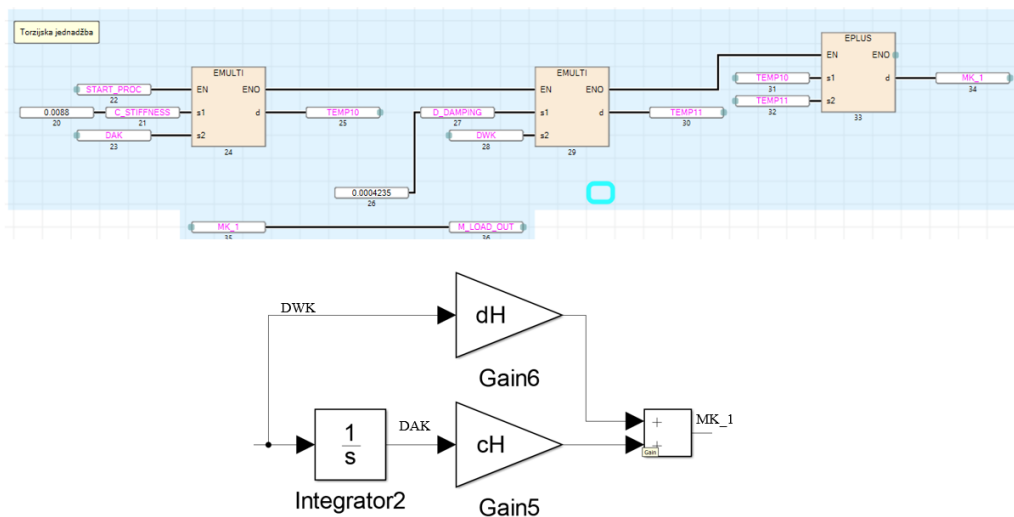 Torzijska jednadžba
EPLUS
EMULTI
EMULTI
EN ENO
START_PROC
22
EN ENO
EN ENO
TEMP10
31
s1 d
MK_1
34
0.0088
20
C_STIFFNESS
21
s1 d
TEMP10
25
D_DAMPING
27
s1 d
TEMP11
30
TEMP11
32
s2
33
DAK
23
s2
DWK
28
s2
24
29
0.0004235
26
MK_1
35
M_LOAD_OUT
36
DWK
dH
Gain6
DAK
MK_1
1
s
cH
+
+
Gain
Integrator2
Gain5